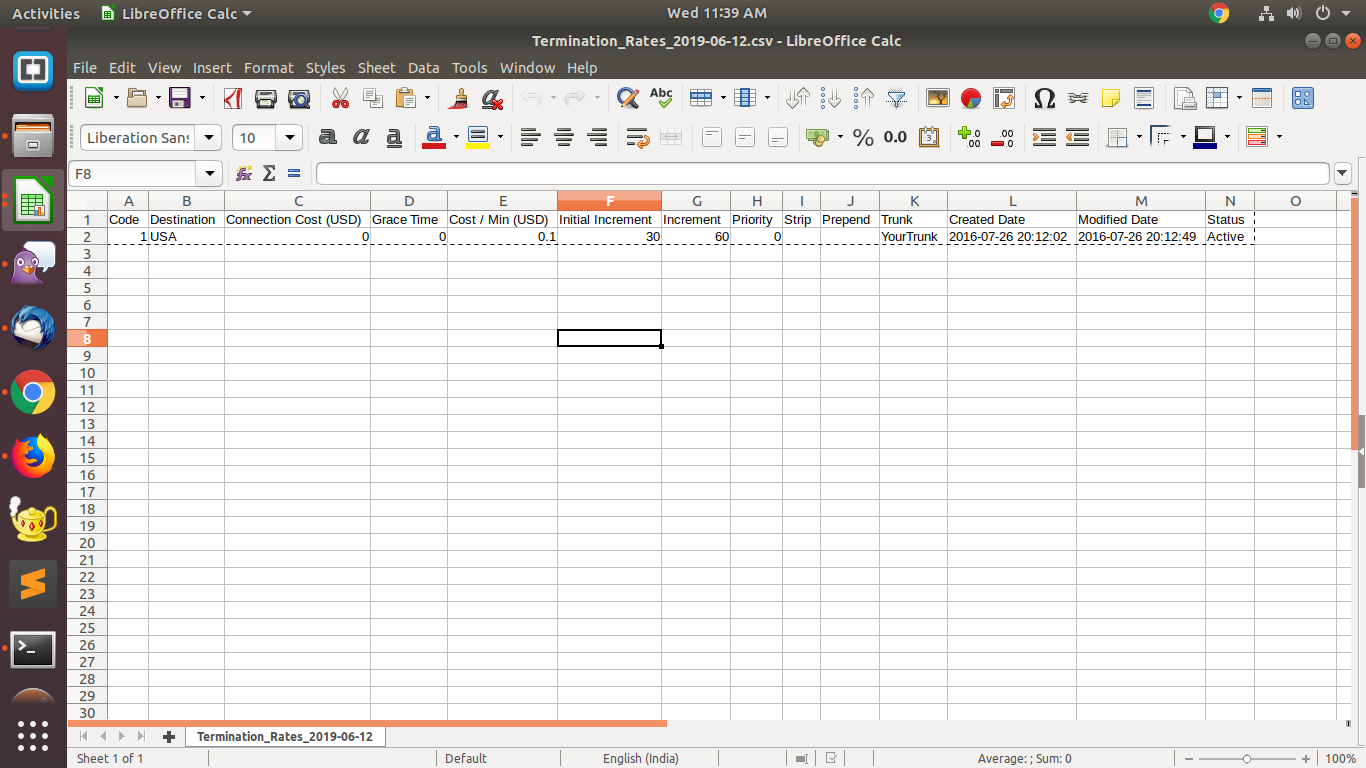 Activities LibreOffice Calc Wed 11:39 AM
Termination_Rates_2019-06-12.csv - LibreOffice Calc
File Edit View Insert Format Styles Sheet Data Tools Window Help
Abc
Liberation Sans 10 a a a a % 0.0 .00 .00
F8 fx Σ =
A B C D E F G H I J K L M N O
1 Code Destination Connection Cost (USD) Grace Time Cost / Min (USD) Initial Increment Increment Priority Strip Prepend Trunk Created Date Modified Date Status
2 1 USA 0 0 0.1 30 60 0 YourTrunk 2016-07-26 20:12:02 2016-07-26 20:12:49 Active
3
4
5
6
7
8
9
10
11
12
13
14
15
16
17
18
19
20
21
22
23
24
25
26
27
28
29
30
Termination_Rates_2019-06-12
Sheet 1 of 1 Default English (India) Average: ; Sum: 0 100%